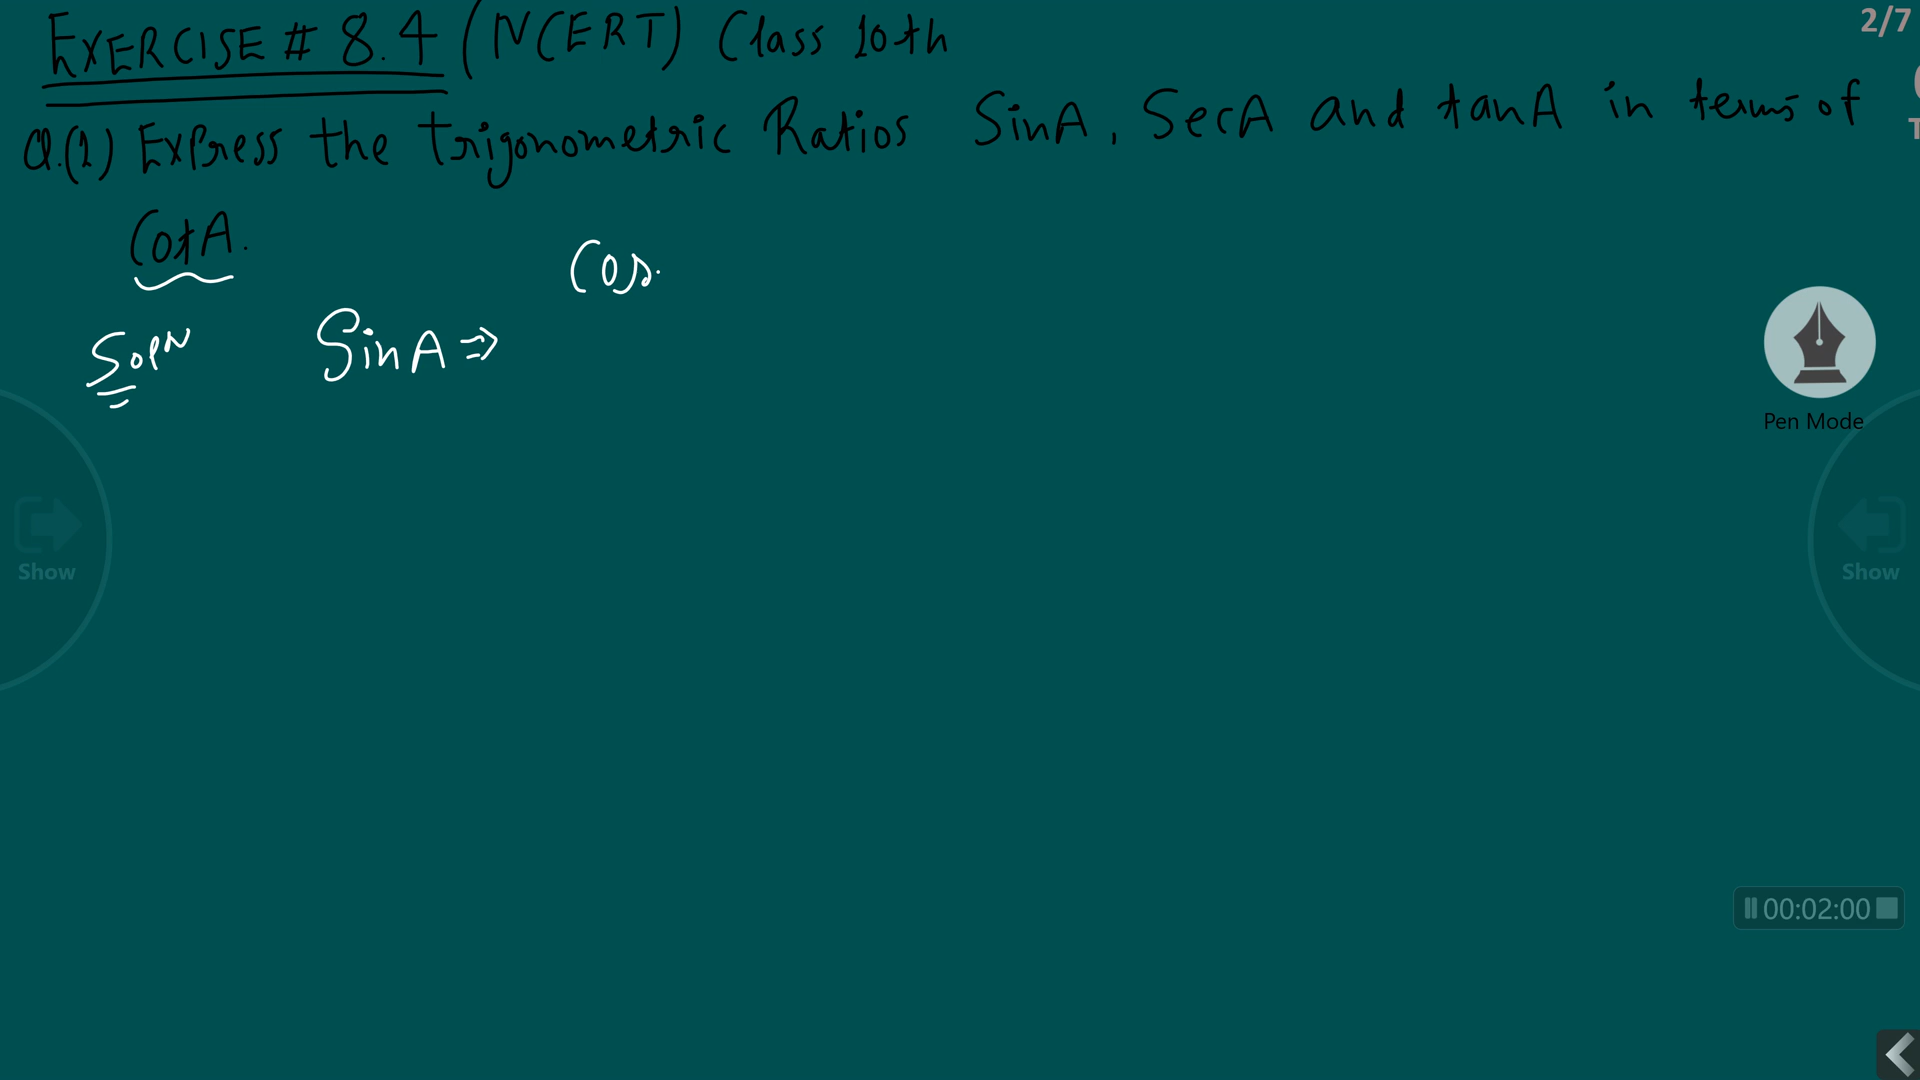 EXERCISE # 8.4 (NCERT) Class 10th
2/7
Q.(1) Express the trigonometric Ratios SinA, SecA and tanA in terms of
CotA.
Cos.
Soln SinA ⇒
Pen Mode
Show
Show
00:02:00